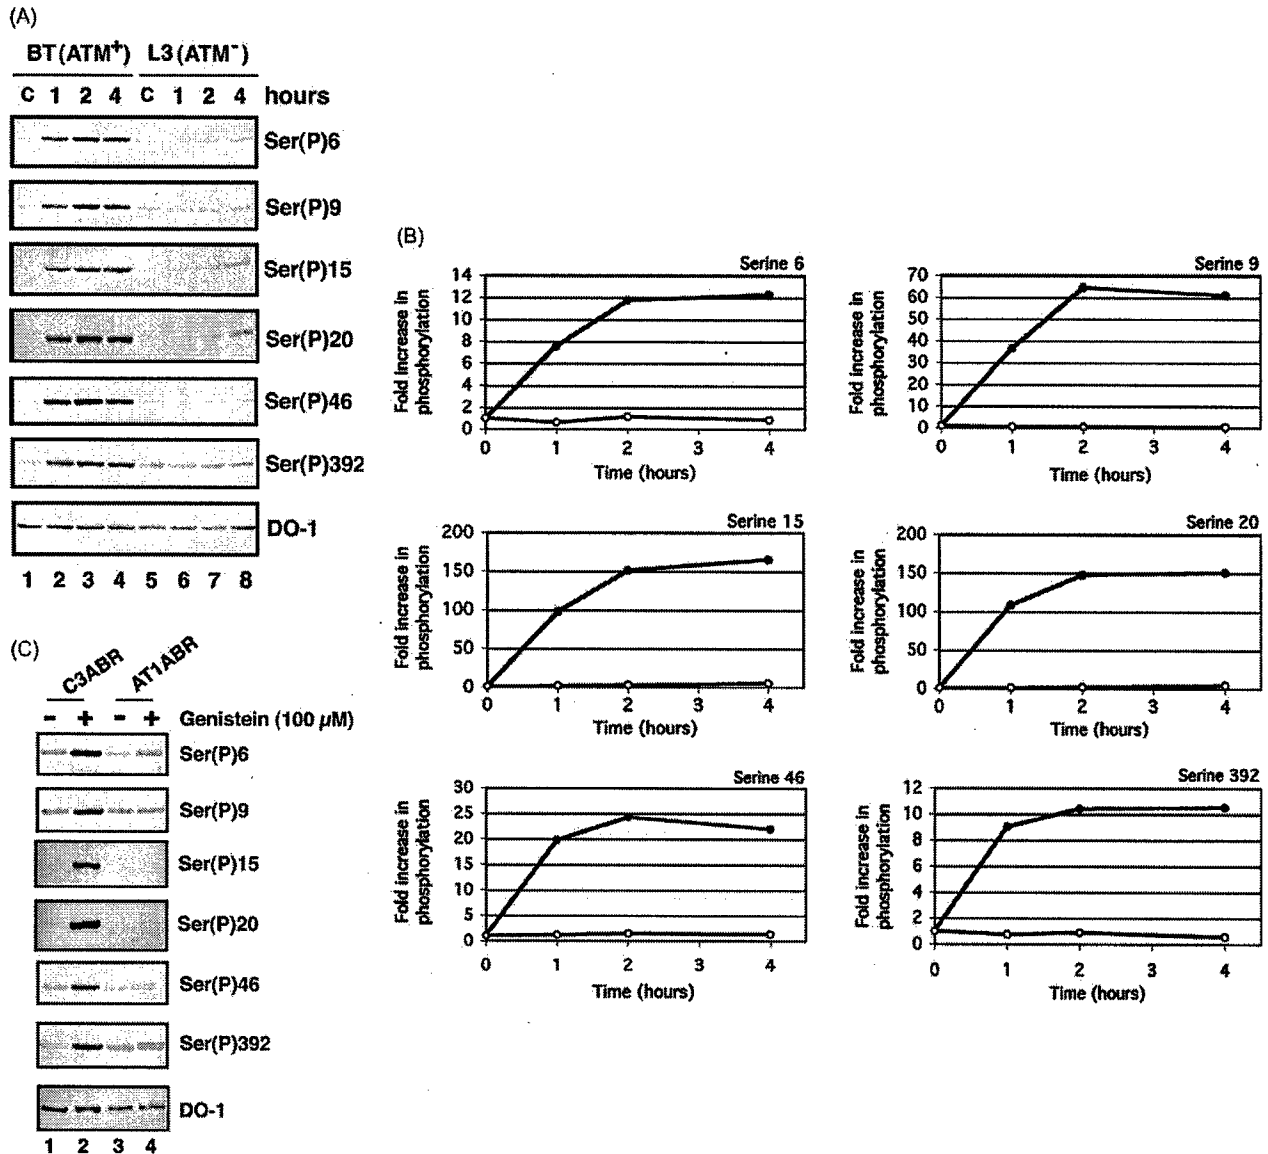 (A)
BT(ATM+) L3(ATM-)
C 1 2 4 C 1 2 4 hours
Ser(P)6
Ser(P)9
Ser(P)15
Ser(P)20
Ser(P)46
Ser(P)392
DO-1
1 2 3 4 5 6 7 8
(B)
Serine 6
Fold increase in
phosphorylation
14
12
10
8
6
4
2
0
0 1 2 3 4
Time (hours)
Serine 9
Fold increase in
phosphorylation
70
60
50
40
30
20
10
0
0 1 2 3 4
Time (hours)
Serine 15
Fold increase in
phosphorylation
200
150
100
50
0
0 1 2 3 4
Time (hours)
Serine 20
Fold increase in
phosphorylation
200
150
100
50
0
0 1 2 3 4
Time (hours)
Serine 46
Fold increase in
phosphorylation
30
25
20
15
10
5
0
0 1 2 3 4
Time (hours)
Serine 392
Fold increase in
phosphorylation
12
10
8
6
4
2
0
0 1 2 3 4
Time (hours)
(C)
C3ABR AT1ABR
- + - + Genistein (100 µM)
Ser(P)6
Ser(P)9
Ser(P)15
Ser(P)20
Ser(P)46
Ser(P)392
DO-1
1 2 3 4